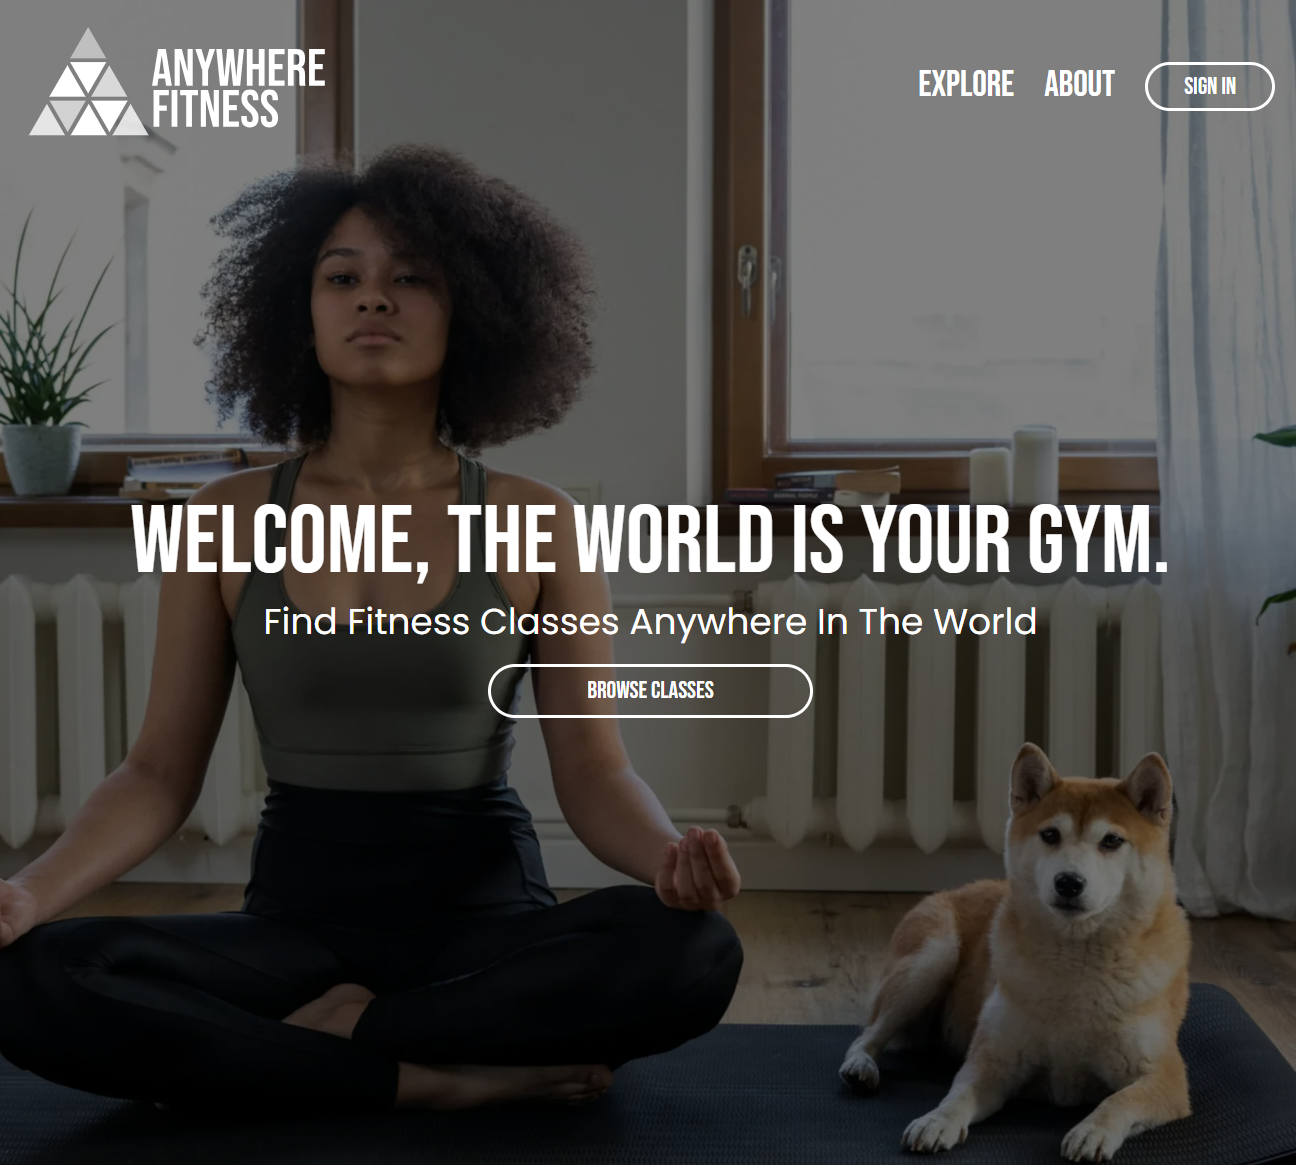 ANYWHERE
FITNESS
EXPLORE ABOUT SIGN IN
WELCOME, THE WORLD IS YOUR GYM.
Find Fitness Classes Anywhere In The World
BROWSE CLASSES